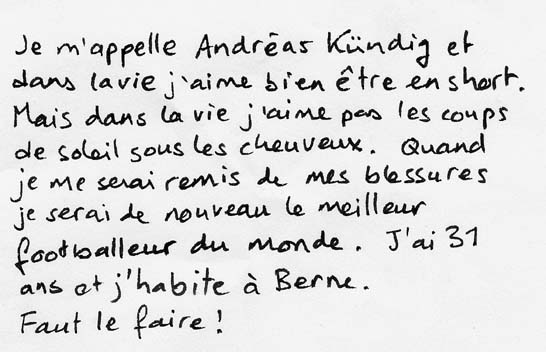 Je m'appelle Andréas Kündig et
dans la vie j'aime bien être en short.
Mais dans la vie j'aime pas les coups
de soleil sous les cheuveux. Quand
je me serai remis de mes blessures
je serai de nouveau le meilleur
footballeur du monde. J'ai 31
ans et j'habite à Berne.
Faut le faire!